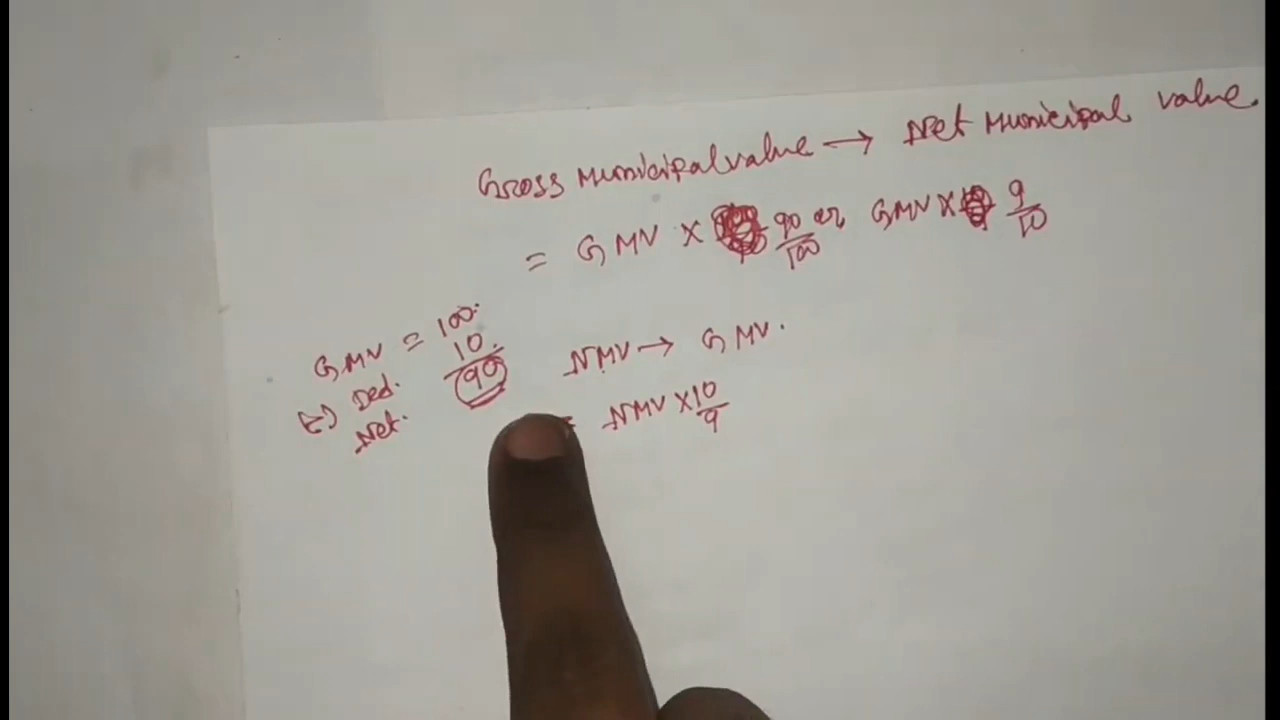 Gross Municipal value → Net Municipal value.
= GMV × 90/100 or GMV × 9/10
GMV = 100.
(-) Ded. 10.
Net. 90
NMV → GMV.
= NMV × 10/9